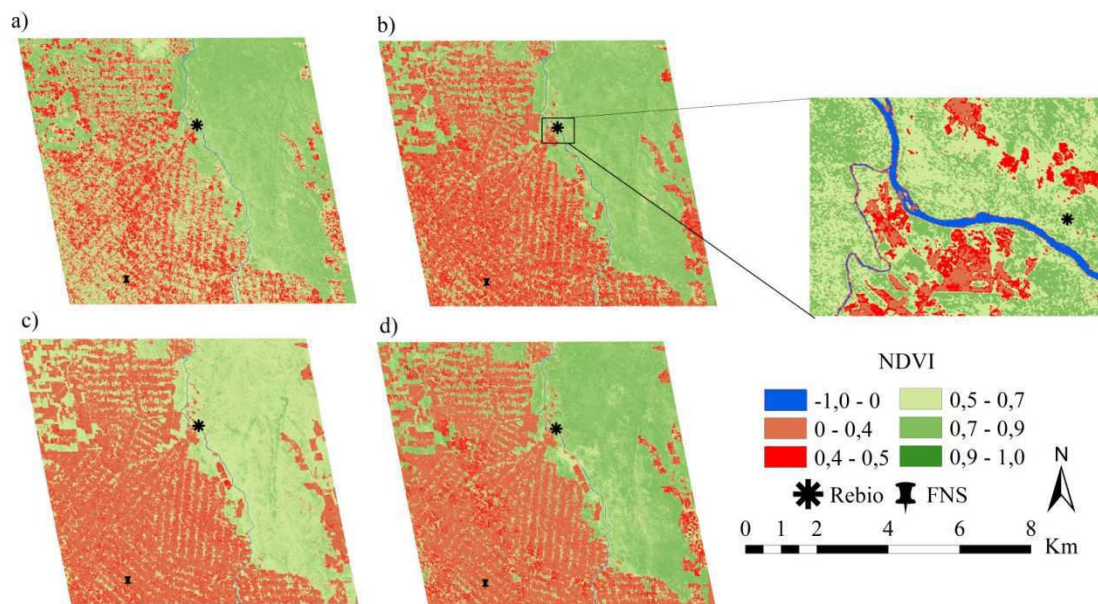 a)
b)
c)
d)
NDVI
-1,0 - 0
0,5 - 0,7
0 - 0,4
0,7 - 0,9
0,4 - 0,5
0,9 - 1,0
Rebio
FNS
N
0 1 2 4 6 8
Km